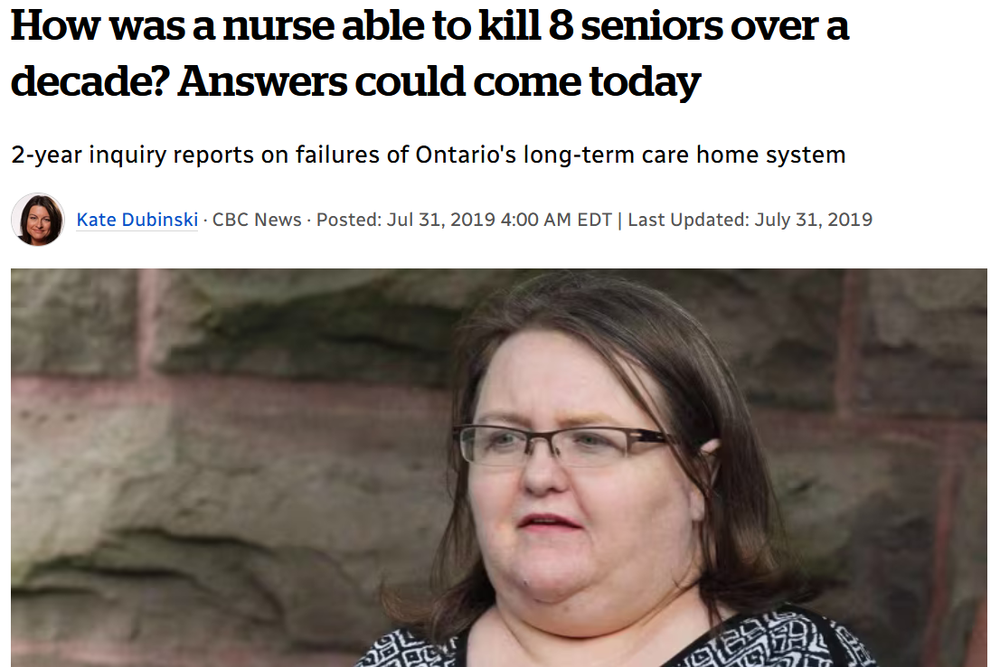 How was a nurse able to kill 8 seniors over a
decade? Answers could come today
2-year inquiry reports on failures of Ontario's long-term care home system
Kate Dubinski · CBC News · Posted: Jul 31, 2019 4:00 AM EDT | Last Updated: July 31, 2019